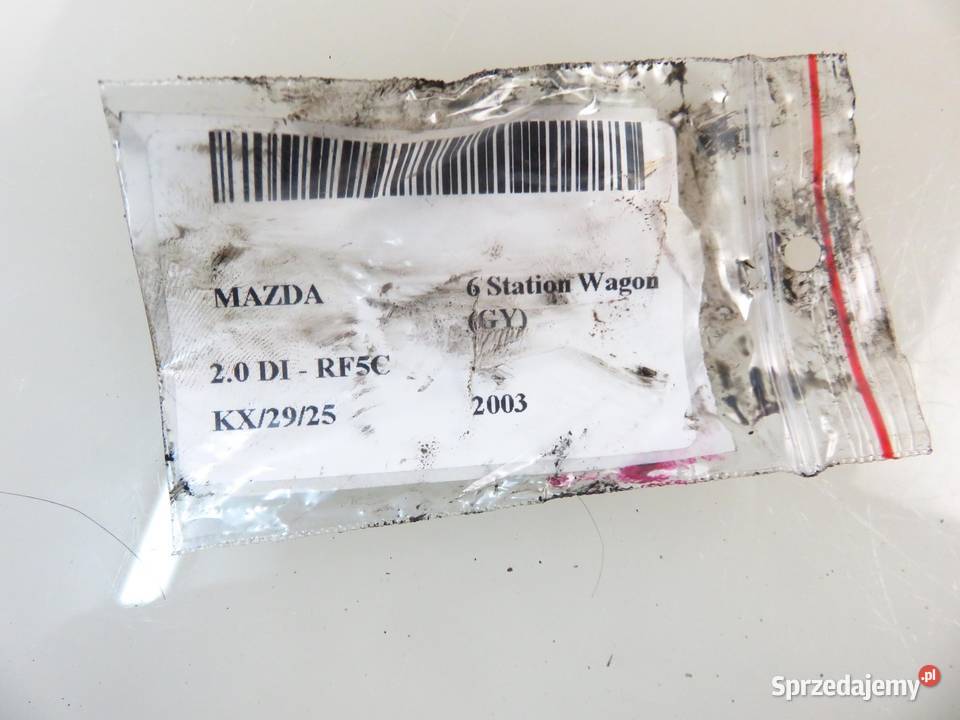 MAZDA 6 Station Wagon
(GY)
2.0 DI - RF5C
KX/29/25 2003
Sprzedajemy.pl